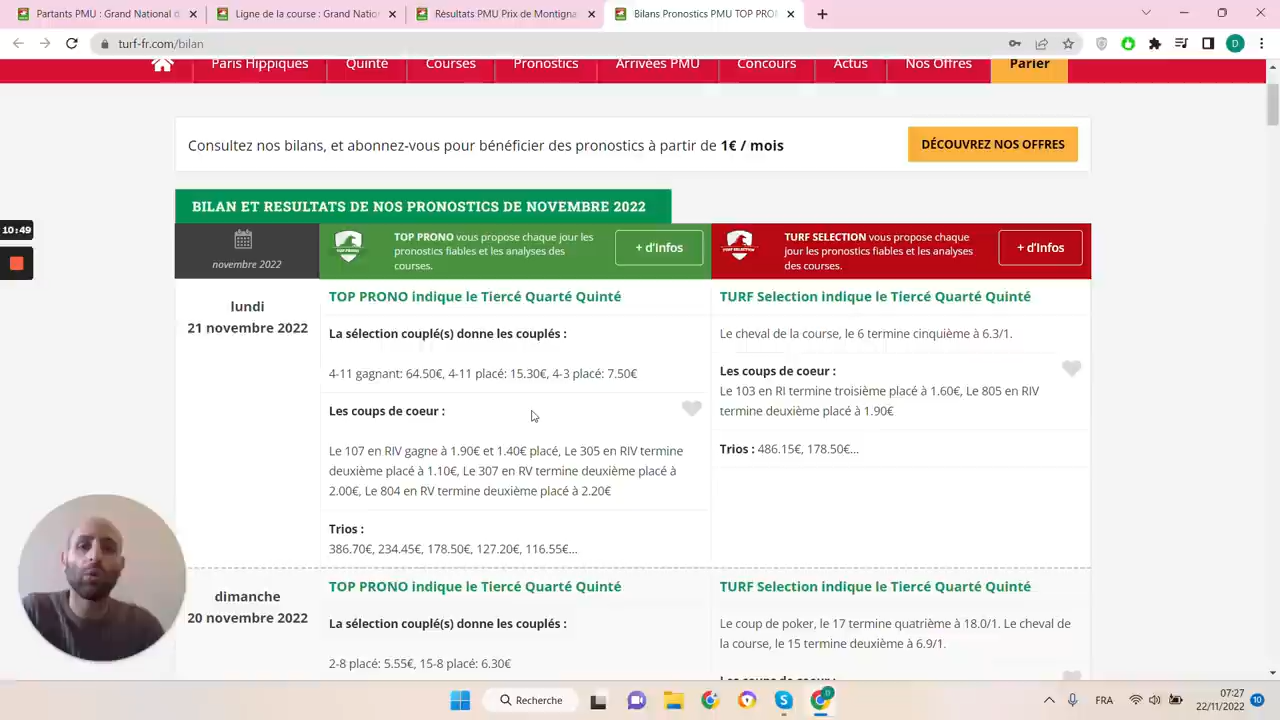 Partants PMU : Grand National d
Ligne de la course : Grand Natio
Résultats PMU Prix de Montigna
Bilans Pronostics PMU TOP PRO
turf-fr.com/bilan
D
Paris Hippiques
Quinté
Courses
Pronostics
Arrivées PMU
Concours
Actus
Nos Offres
Parier
Consultez nos bilans, et abonnez-vous pour bénéficier des pronostics à partir de 1€ / mois
DÉCOUVREZ NOS OFFRES
BILAN ET RESULTATS DE NOS PRONOSTICS DE NOVEMBRE 2022
10:49
novembre 2022
TOP PRONO
TOP PRONO vous propose chaque jour les
pronostics fiables et les analyses des
courses.
+ d'Infos
TURF SELECTION
TURF SELECTION vous propose chaque
jour les pronostics fiables et les analyses
des courses.
+ d'Infos
lundi
21 novembre 2022
TOP PRONO indique le Tiercé Quarté Quinté
La sélection couplé(s) donne les couplés :
4-11 gagnant: 64.50€, 4-11 placé: 15.30€, 4-3 placé: 7.50€
Les coups de coeur :
Le 107 en RIV gagne à 1.90€ et 1.40€ placé, Le 305 en RIV termine
deuxième placé à 1.10€, Le 307 en RV termine deuxième placé à
2.00€, Le 804 en RV termine deuxième placé à 2.20€
Trios :
386.70€, 234.45€, 178.50€, 127.20€, 116.55€...
TURF Selection indique le Tiercé Quarté Quinté
Le cheval de la course, le 6 termine cinquième à 6.3/1.
Les coups de coeur :
Le 103 en RI termine troisième placé à 1.60€, Le 805 en RIV
termine deuxième placé à 1.90€
Trios : 486.15€, 178.50€...
dimanche
20 novembre 2022
TOP PRONO indique le Tiercé Quarté Quinté
La sélection couplé(s) donne les couplés :
2-8 placé: 5.55€, 15-8 placé: 6.30€
TURF Selection indique le Tiercé Quarté Quinté
Le coup de poker, le 17 termine quatrième à 18.0/1. Le cheval de
la course, le 15 termine deuxième à 6.9/1.
Recherche
FRA
07:27
22/11/2022
10